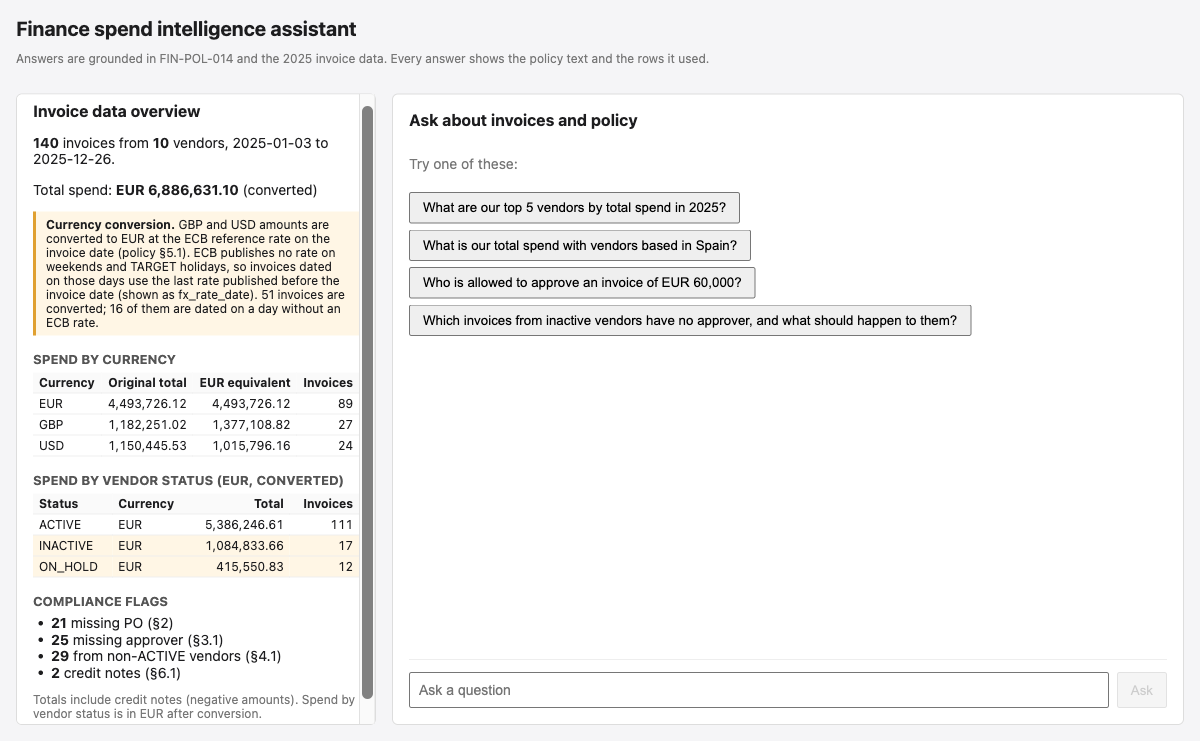 Finance spend intelligence assistant
Answers are grounded in FIN-POL-014 and the 2025 invoice data. Every answer shows the policy text and the rows it used.
Invoice data overview
140 invoices from 10 vendors, 2025-01-03 to
2025-12-26.
Total spend: EUR 6,886,631.10 (converted)
Currency conversion. GBP and USD amounts are
converted to EUR at the ECB reference rate on the
invoice date (policy §5.1). ECB publishes no rate on
weekends and TARGET holidays, so invoices dated
on those days use the last rate published before the
invoice date (shown as fx_rate_date). 51 invoices are
converted; 16 of them are dated on a day without an
ECB rate.
SPEND BY CURRENCY
Currency Original total EUR equivalent Invoices
EUR 4,493,726.12 4,493,726.12 89
GBP 1,182,251.02 1,377,108.82 27
USD 1,150,445.53 1,015,796.16 24
SPEND BY VENDOR STATUS (EUR, CONVERTED)
Status Currency Total Invoices
ACTIVE EUR 5,386,246.61 111
INACTIVE EUR 1,084,833.66 17
ON_HOLD EUR 415,550.83 12
COMPLIANCE FLAGS
• 21 missing PO (§2)
• 25 missing approver (§3.1)
• 29 from non-ACTIVE vendors (§4.1)
• 2 credit notes (§6.1)
Totals include credit notes (negative amounts). Spend by
vendor status is in EUR after conversion.
Ask about invoices and policy
Try one of these:
What are our top 5 vendors by total spend in 2025?
What is our total spend with vendors based in Spain?
Who is allowed to approve an invoice of EUR 60,000?
Which invoices from inactive vendors have no approver, and what should happen to them?
Ask a question
Ask